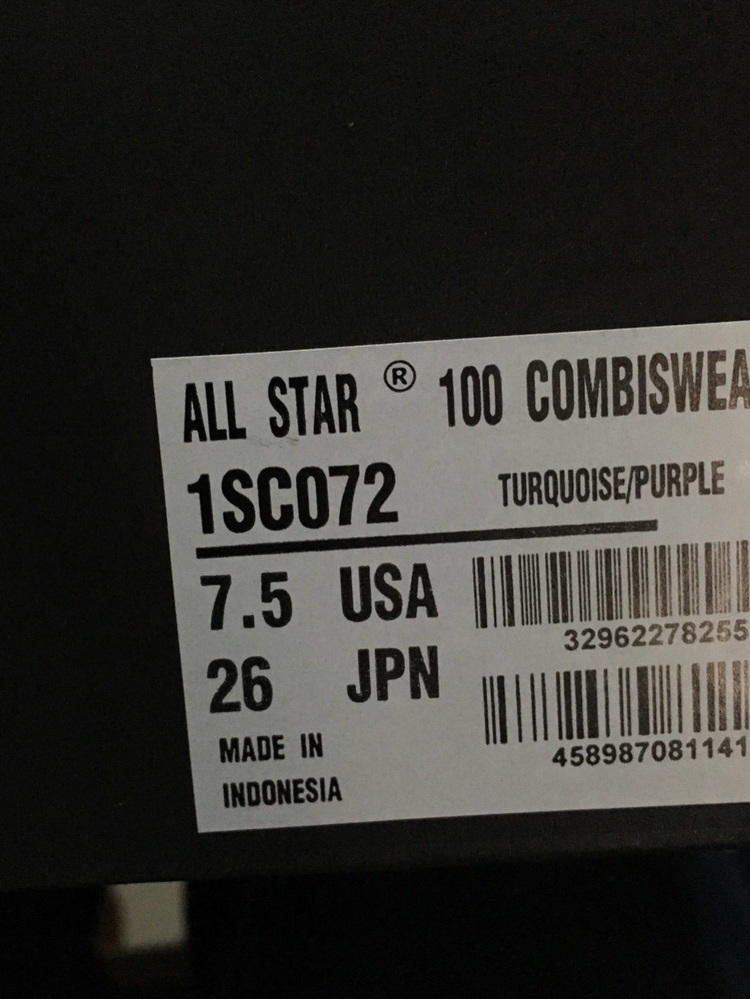 ALL STAR ® 100 COMBISWEA
1SC072 TURQUOISE/PURPLE
7.5 USA
32962278255
26 JPN
458987081141
MADE IN
INDONESIA